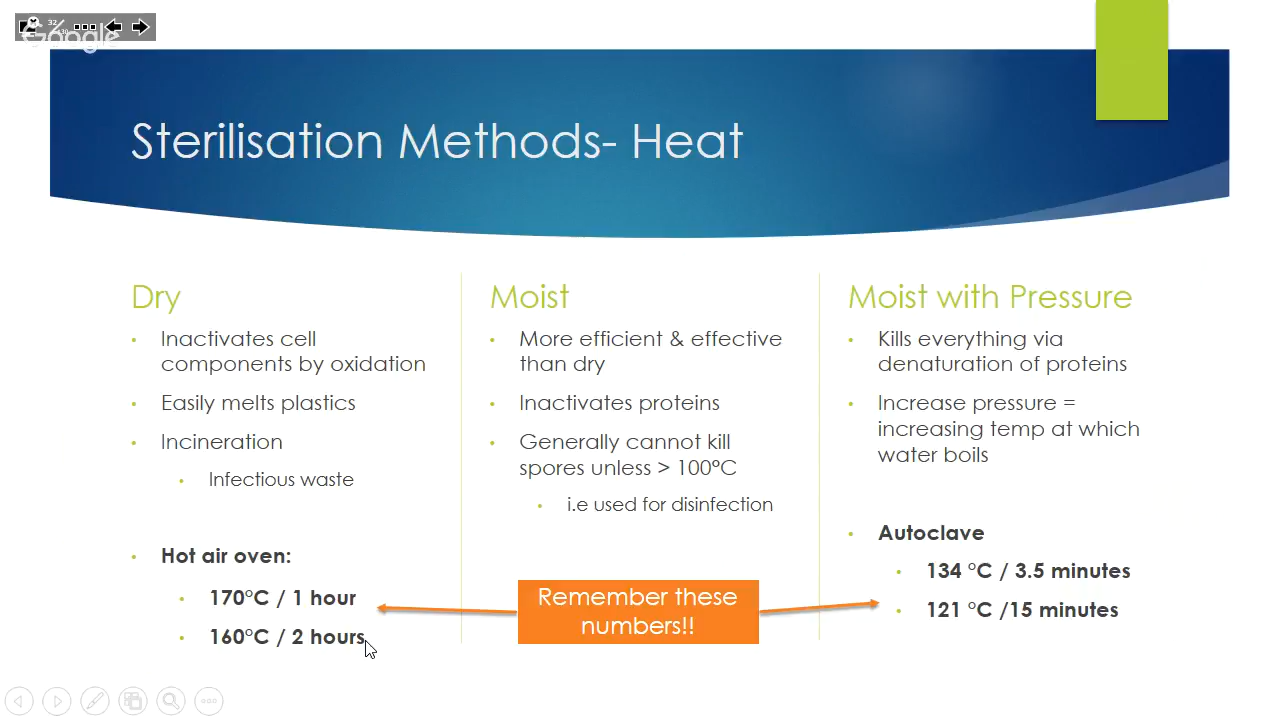 32
Google
Sterilisation Methods- Heat
Dry
• Inactivates cell
components by oxidation
• Easily melts plastics
• Incineration
• Infectious waste
• Hot air oven:
• 170°C / 1 hour
• 160°C / 2 hours
Moist
• More efficient & effective
than dry
• Inactivates proteins
• Generally cannot kill
spores unless > 100°C
• i.e used for disinfection
Remember these
numbers!!
Moist with Pressure
• Kills everything via
denaturation of proteins
• Increase pressure =
increasing temp at which
water boils
• Autoclave
• 134 °C / 3.5 minutes
• 121 °C /15 minutes